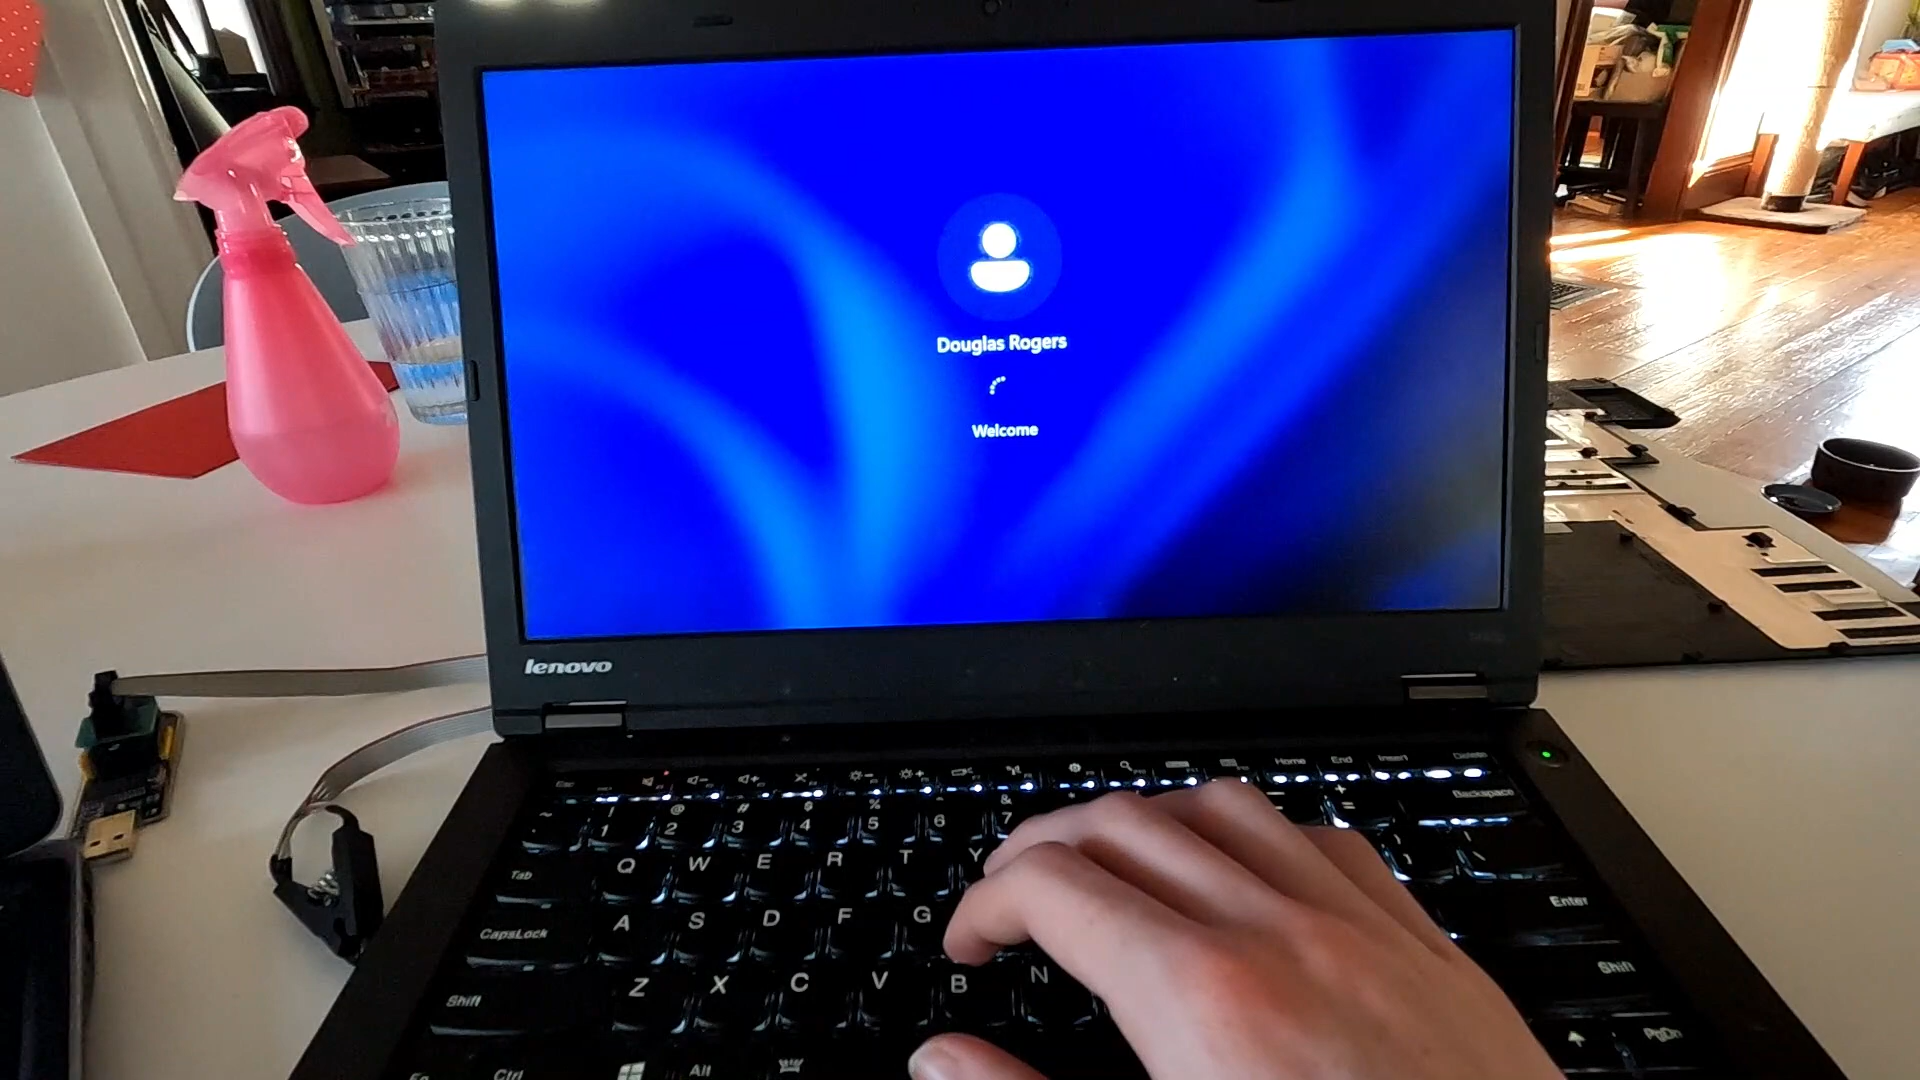 Douglas Rogers
Welcome
lenovo
Esc
Home End Insert Delete
~ ! @ # $ % ^ & * + Backspace
1 2 3 4 5 6 7 =
Tab Q W E R T Y \
CapsLock A S D F G Enter
Shift Z X C V B N Shift
Ctrl Alt PgDn